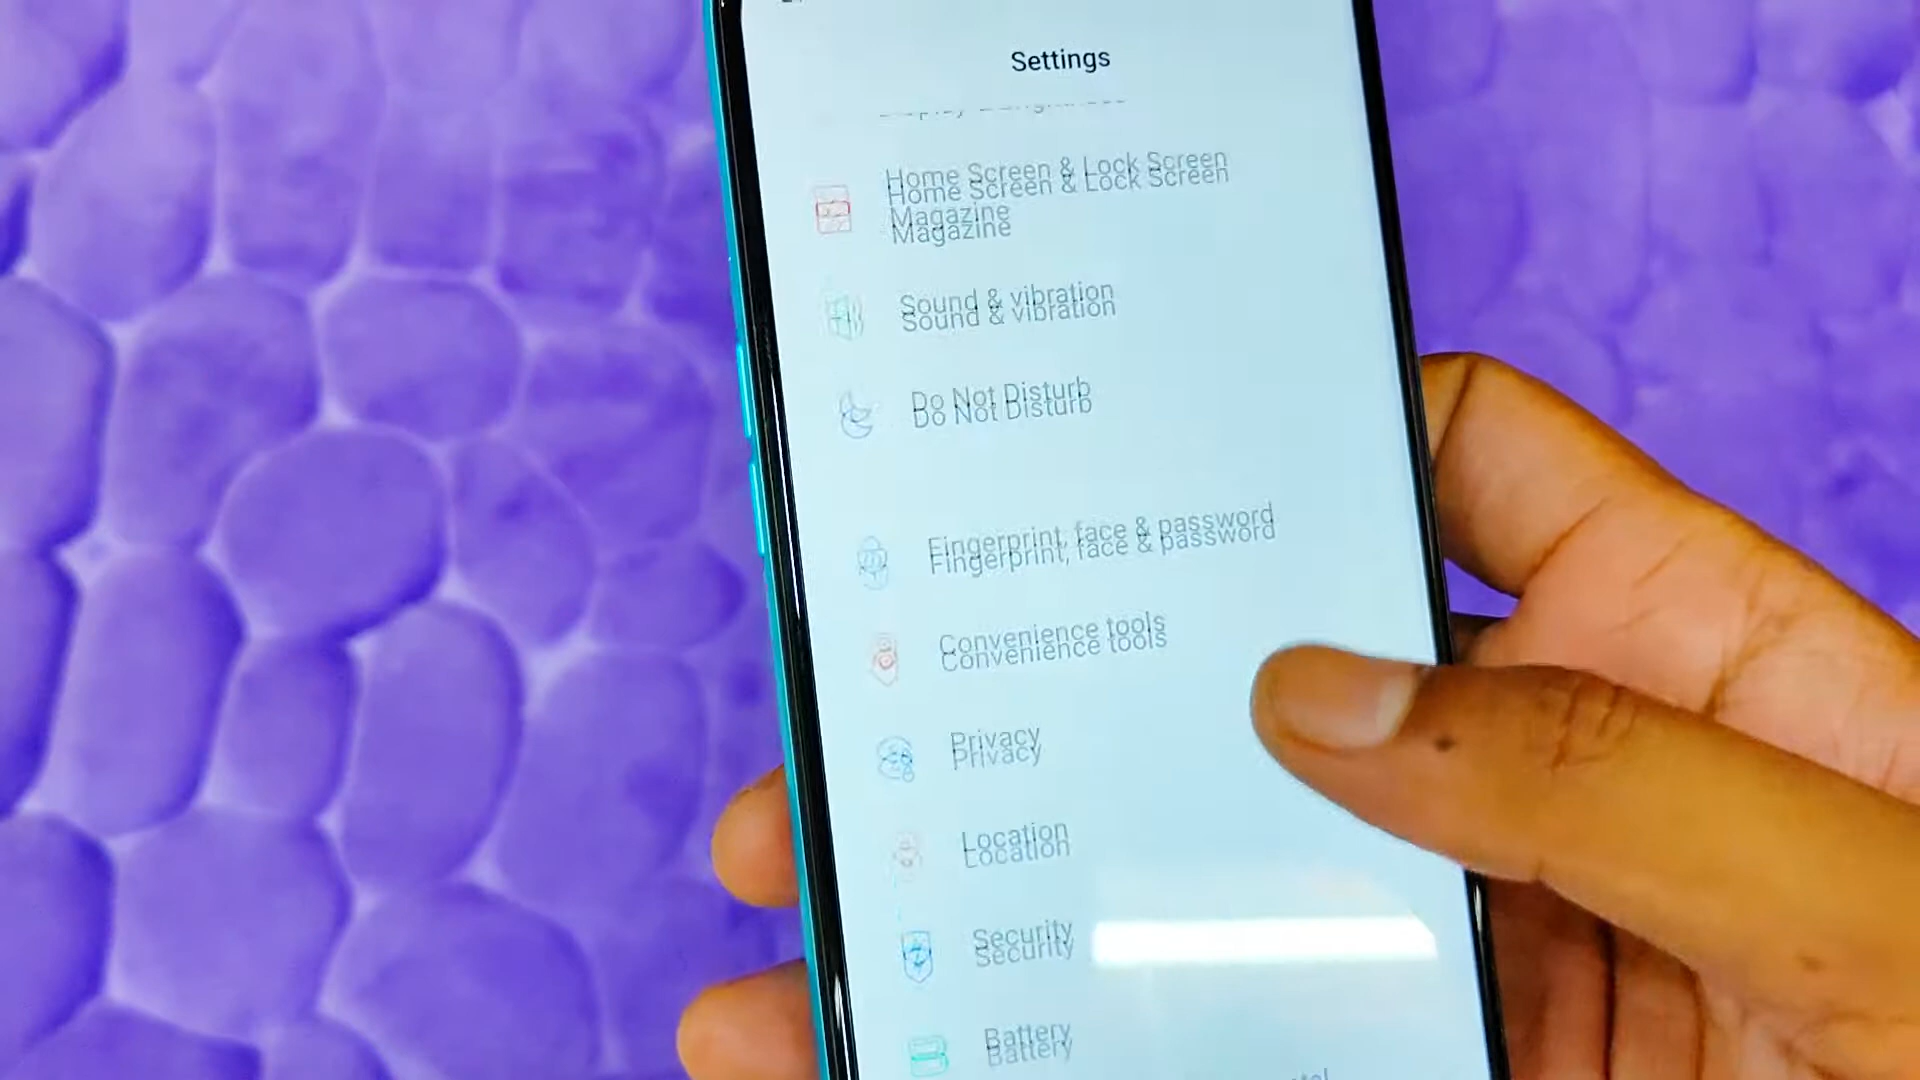 Settings
Home Screen & Lock Screen
Magazine
Sound & vibration
Do Not Disturb
Fingerprint, face & password
Convenience tools
Privacy
Location
Security
Battery